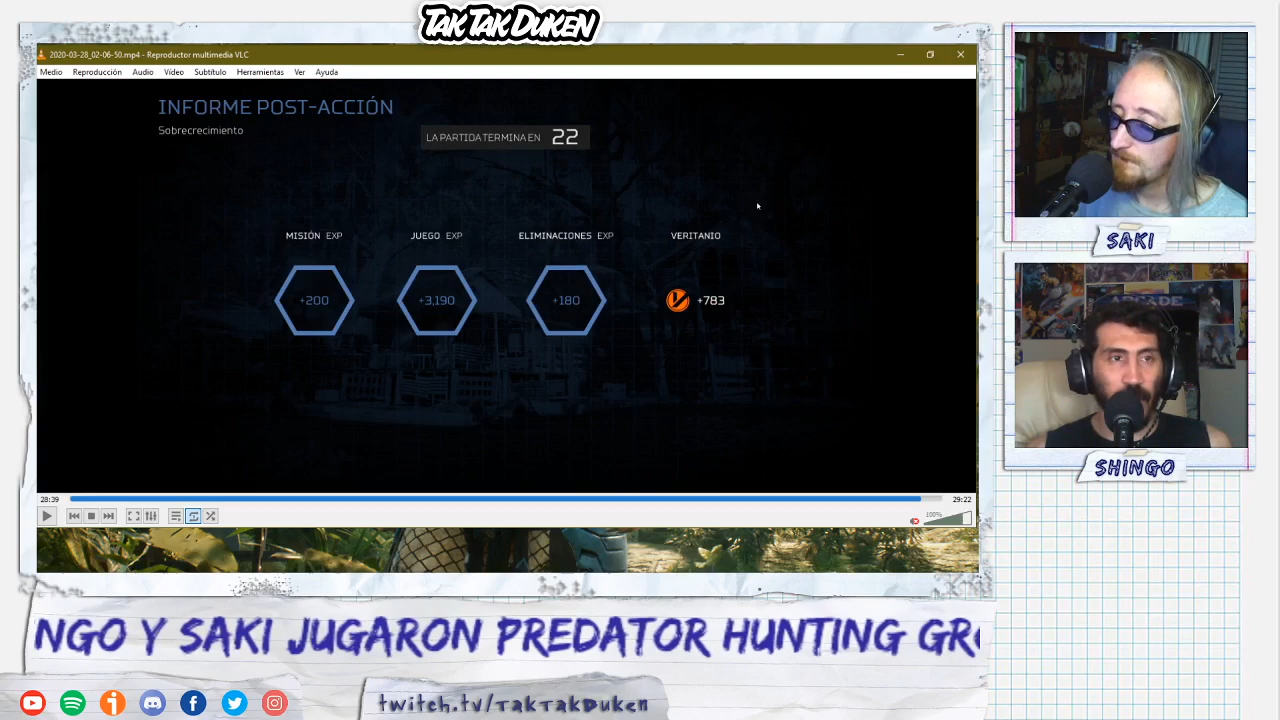 TAK TAK DUKEN
2020-03-28_02-06-50.mp4 - Reproductor multimedia VLC
Medio Reproducción Audio Vídeo Subtítulo Herramientas Ver Ayuda
INFORME POST-ACCIÓN
Sobrecrecimiento
LA PARTIDA TERMINA EN 22
MISIÓN EXP JUEGO EXP ELIMINACIONES EXP VERITANIO
+200 +3,190 +180 +783
28:39 29:22
100%
SAKI
ARCADE
SHINGO
NGO Y SAKI JUGARON PREDATOR HUNTING GR
twitch.tv/TAKTAKDUKEN